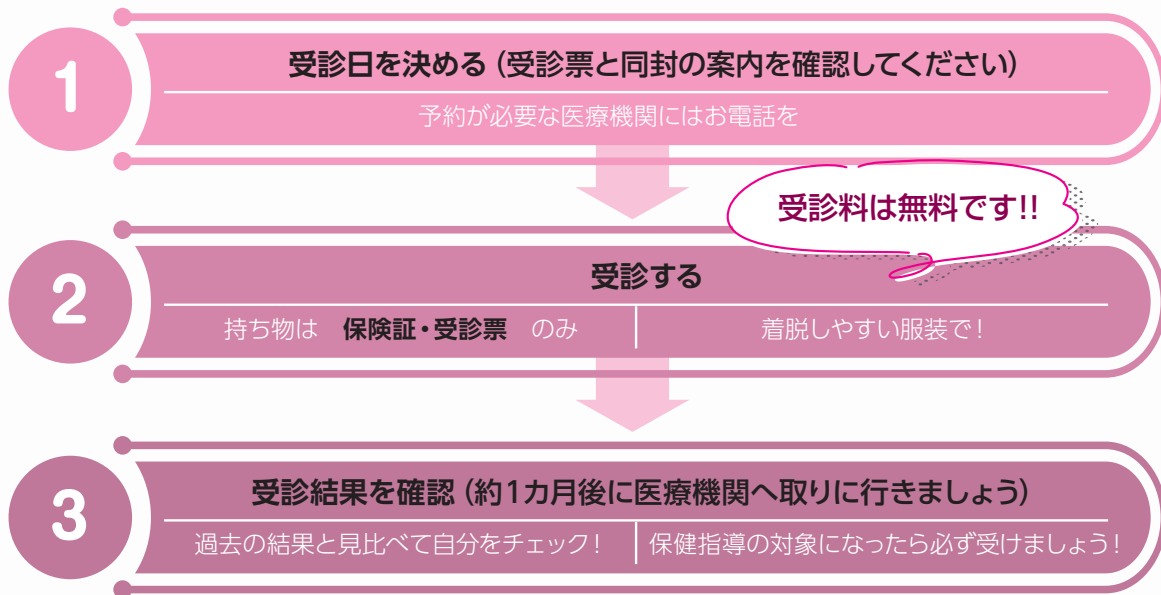 1
受診日を決める（受診票と同封の案内を確認してください）
予約が必要な医療機関にはお電話を
受診料は無料です!!
2
受診する
持ち物は 保険証・受診票 のみ
着脱しやすい服装で！
3
受診結果を確認（約1カ月後に医療機関へ取りに行きましょう）
過去の結果と見比べて自分をチェック！
保健指導の対象になったら必ず受けましょう！